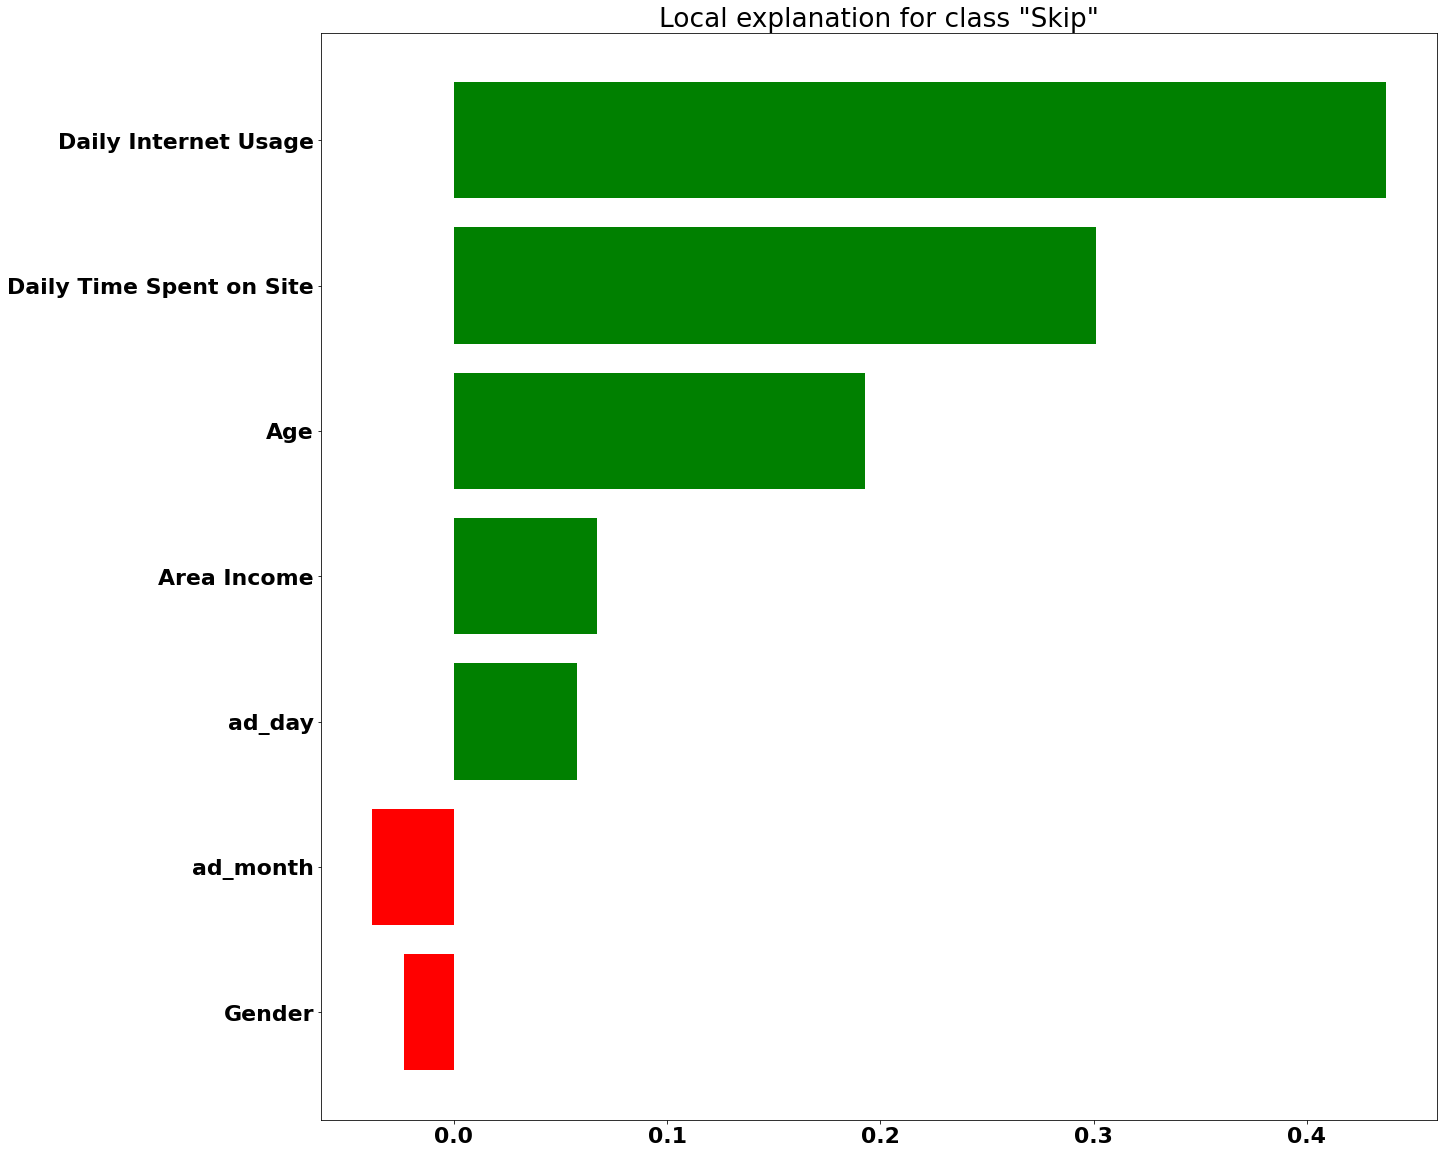 Local explanation for class "Skip"
Daily Internet Usage
Daily Time Spent on Site
Age
Area Income
ad_day
ad_month
Gender
0.0 0.1 0.2 0.3 0.4